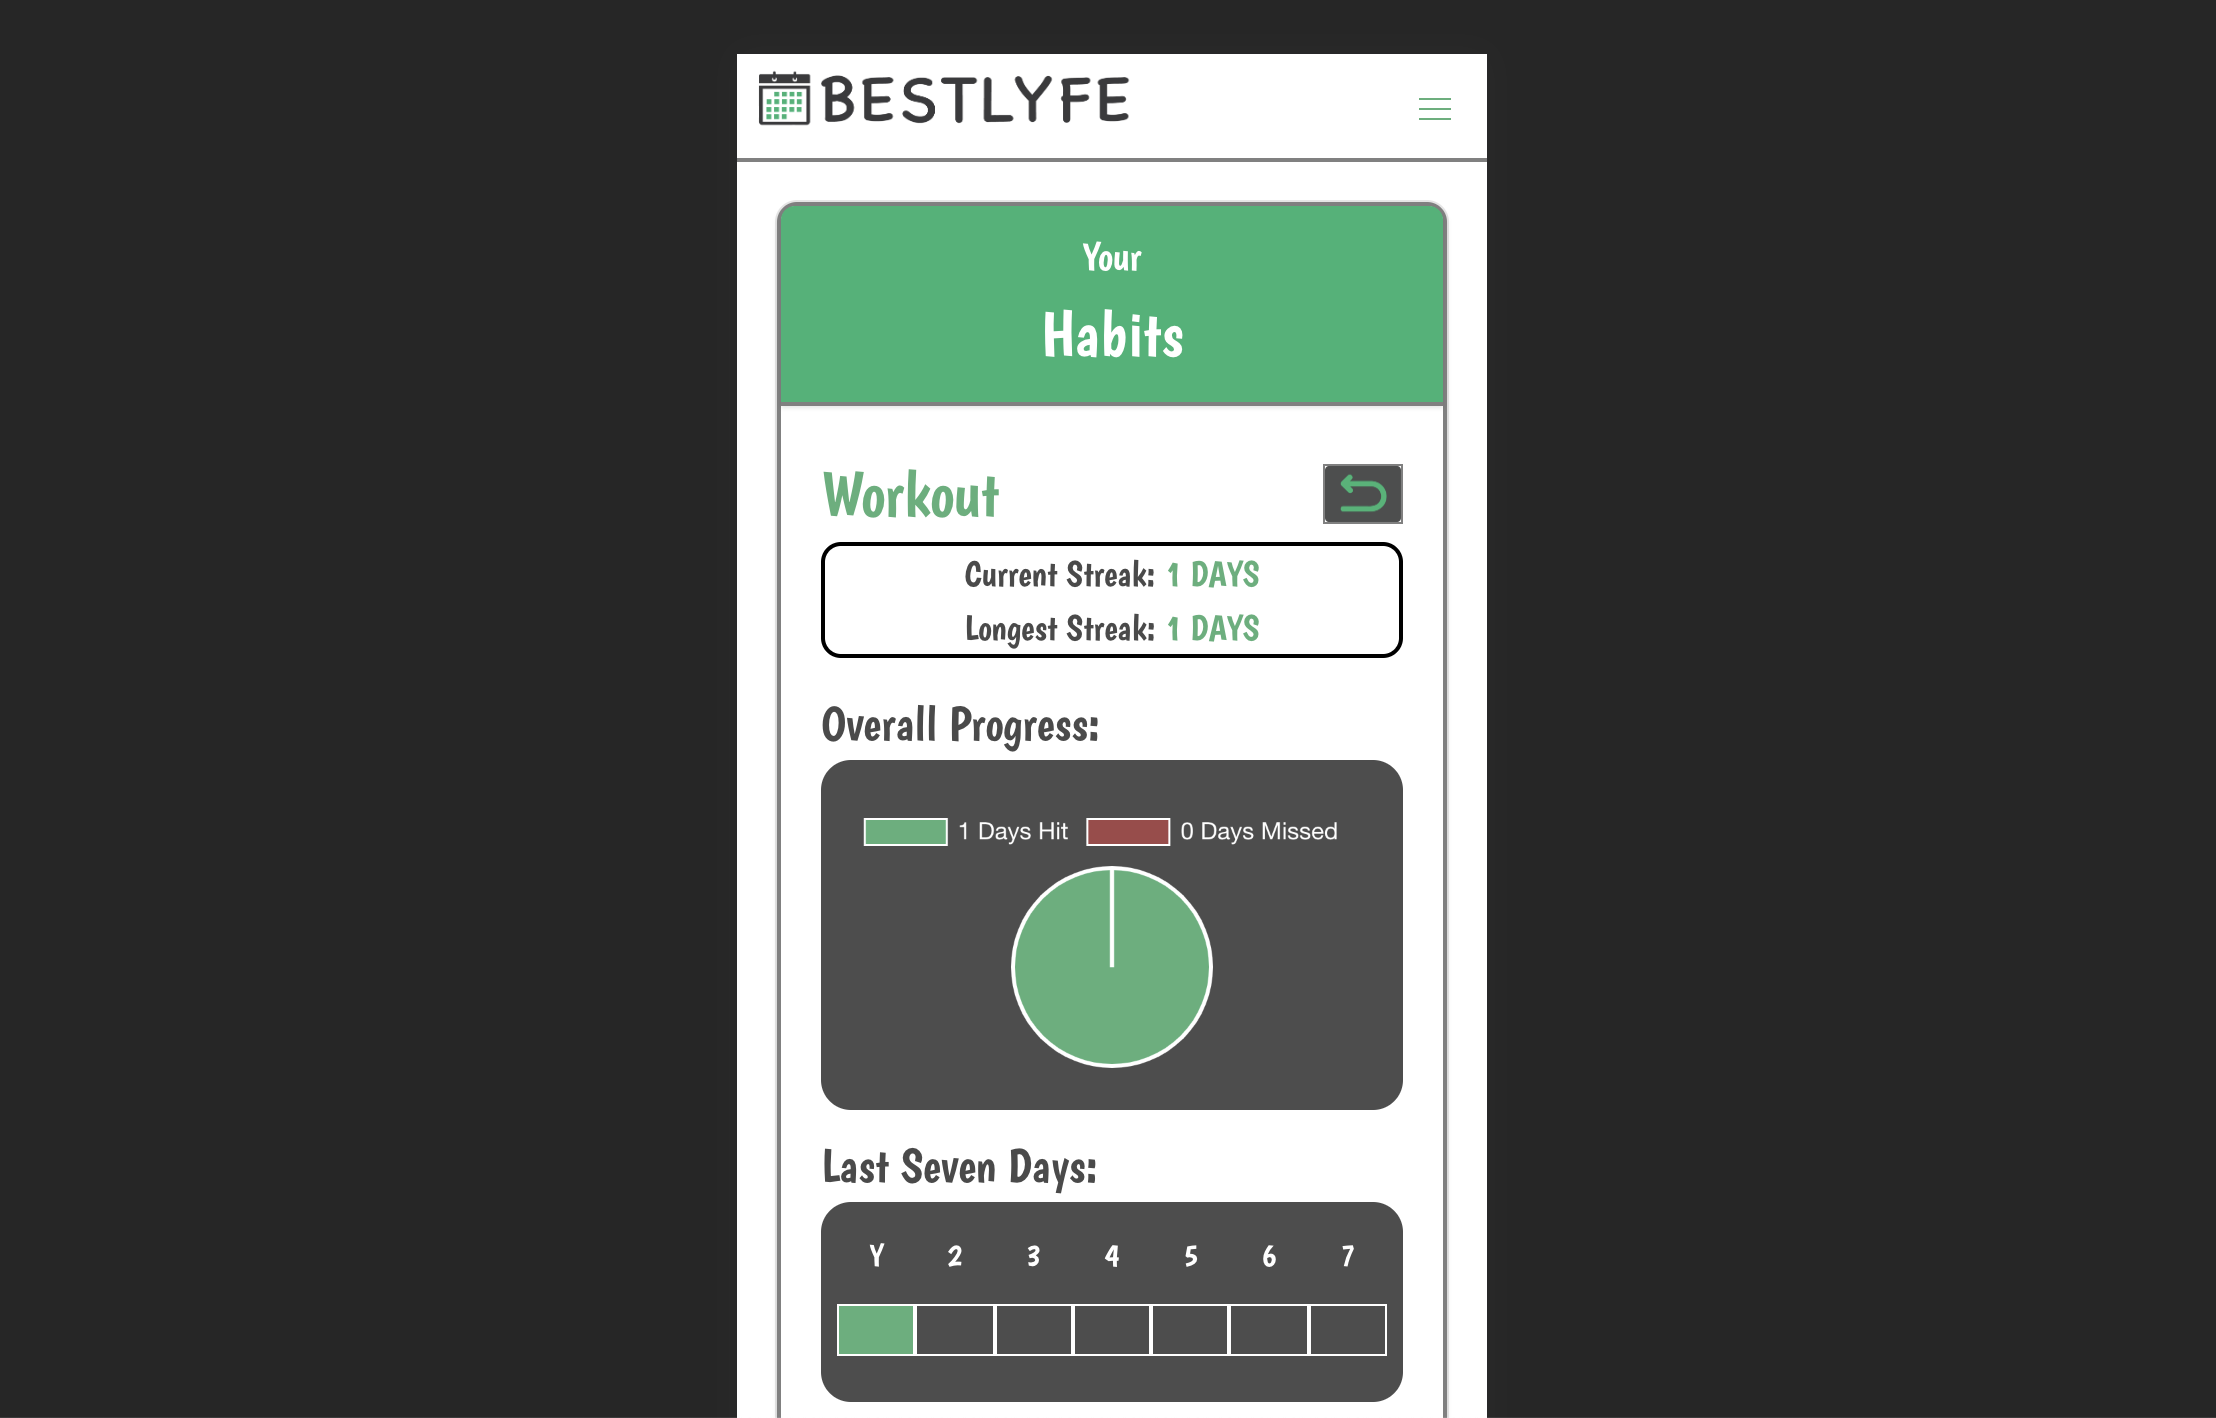 BESTLYFE
Your
Habits
Workout
Current Streak: 1 DAYS
Longest Streak: 1 DAYS
Overall Progress:
1 Days Hit 0 Days Missed
Last Seven Days:
Y 2 3 4 5 6 7